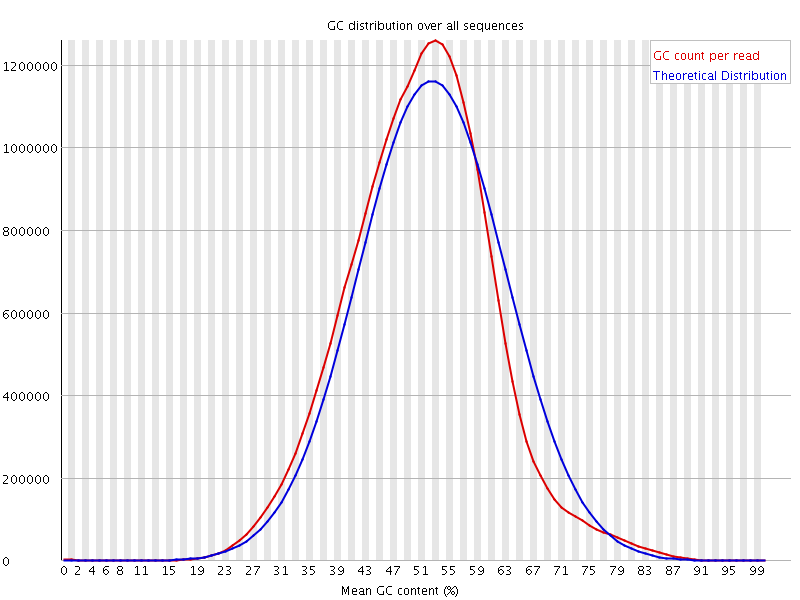 GC distribution over all sequences
GC count per read
Theoretical Distribution
1200000
1000000
800000
600000
400000
200000
0
0 2 4 6 8 11 15 19 23 27 31 35 39 43 47 51 55 59 63 67 71 75 79 83 87 91 95 99
Mean GC content (%)